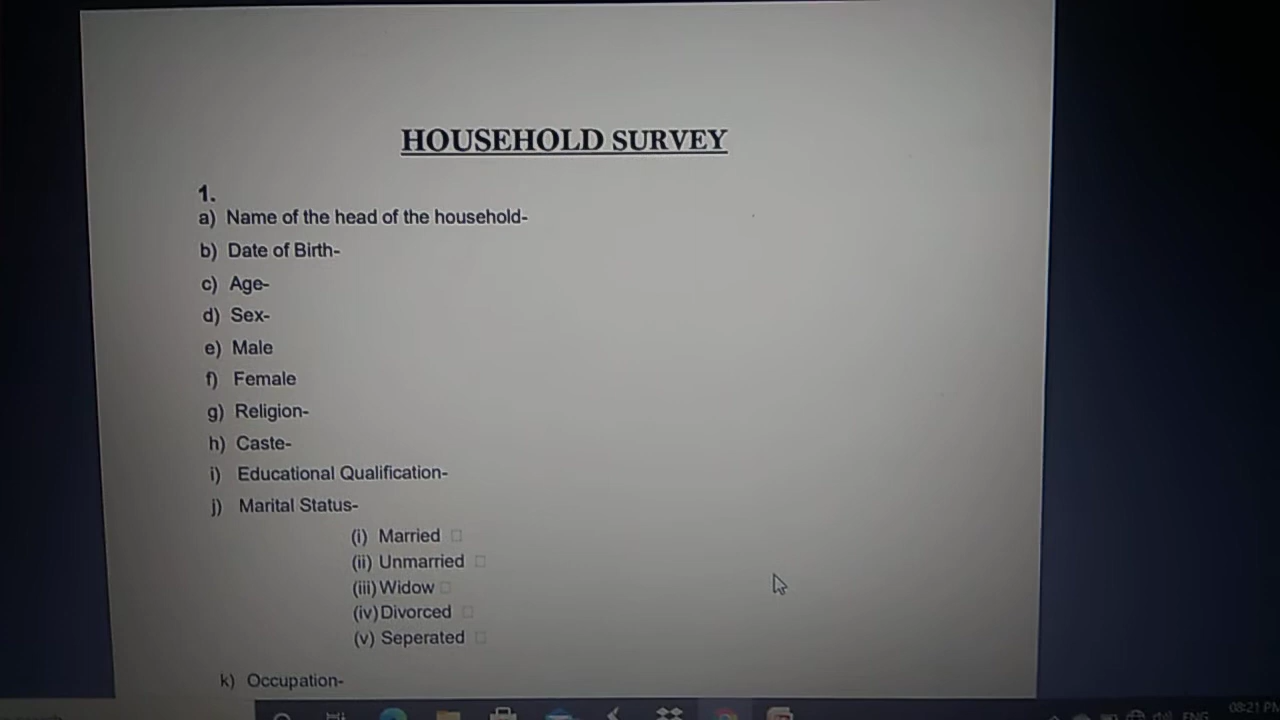 HOUSEHOLD SURVEY
1.
a) Name of the head of the household-
b) Date of Birth-
c) Age-
d) Sex-
e) Male
f) Female
g) Religion-
h) Caste-
i) Educational Qualification-
j) Marital Status-
(i) Married □
(ii) Unmarried □
(iii) Widow □
(iv) Divorced □
(v) Seperated □
k) Occupation-
ENG